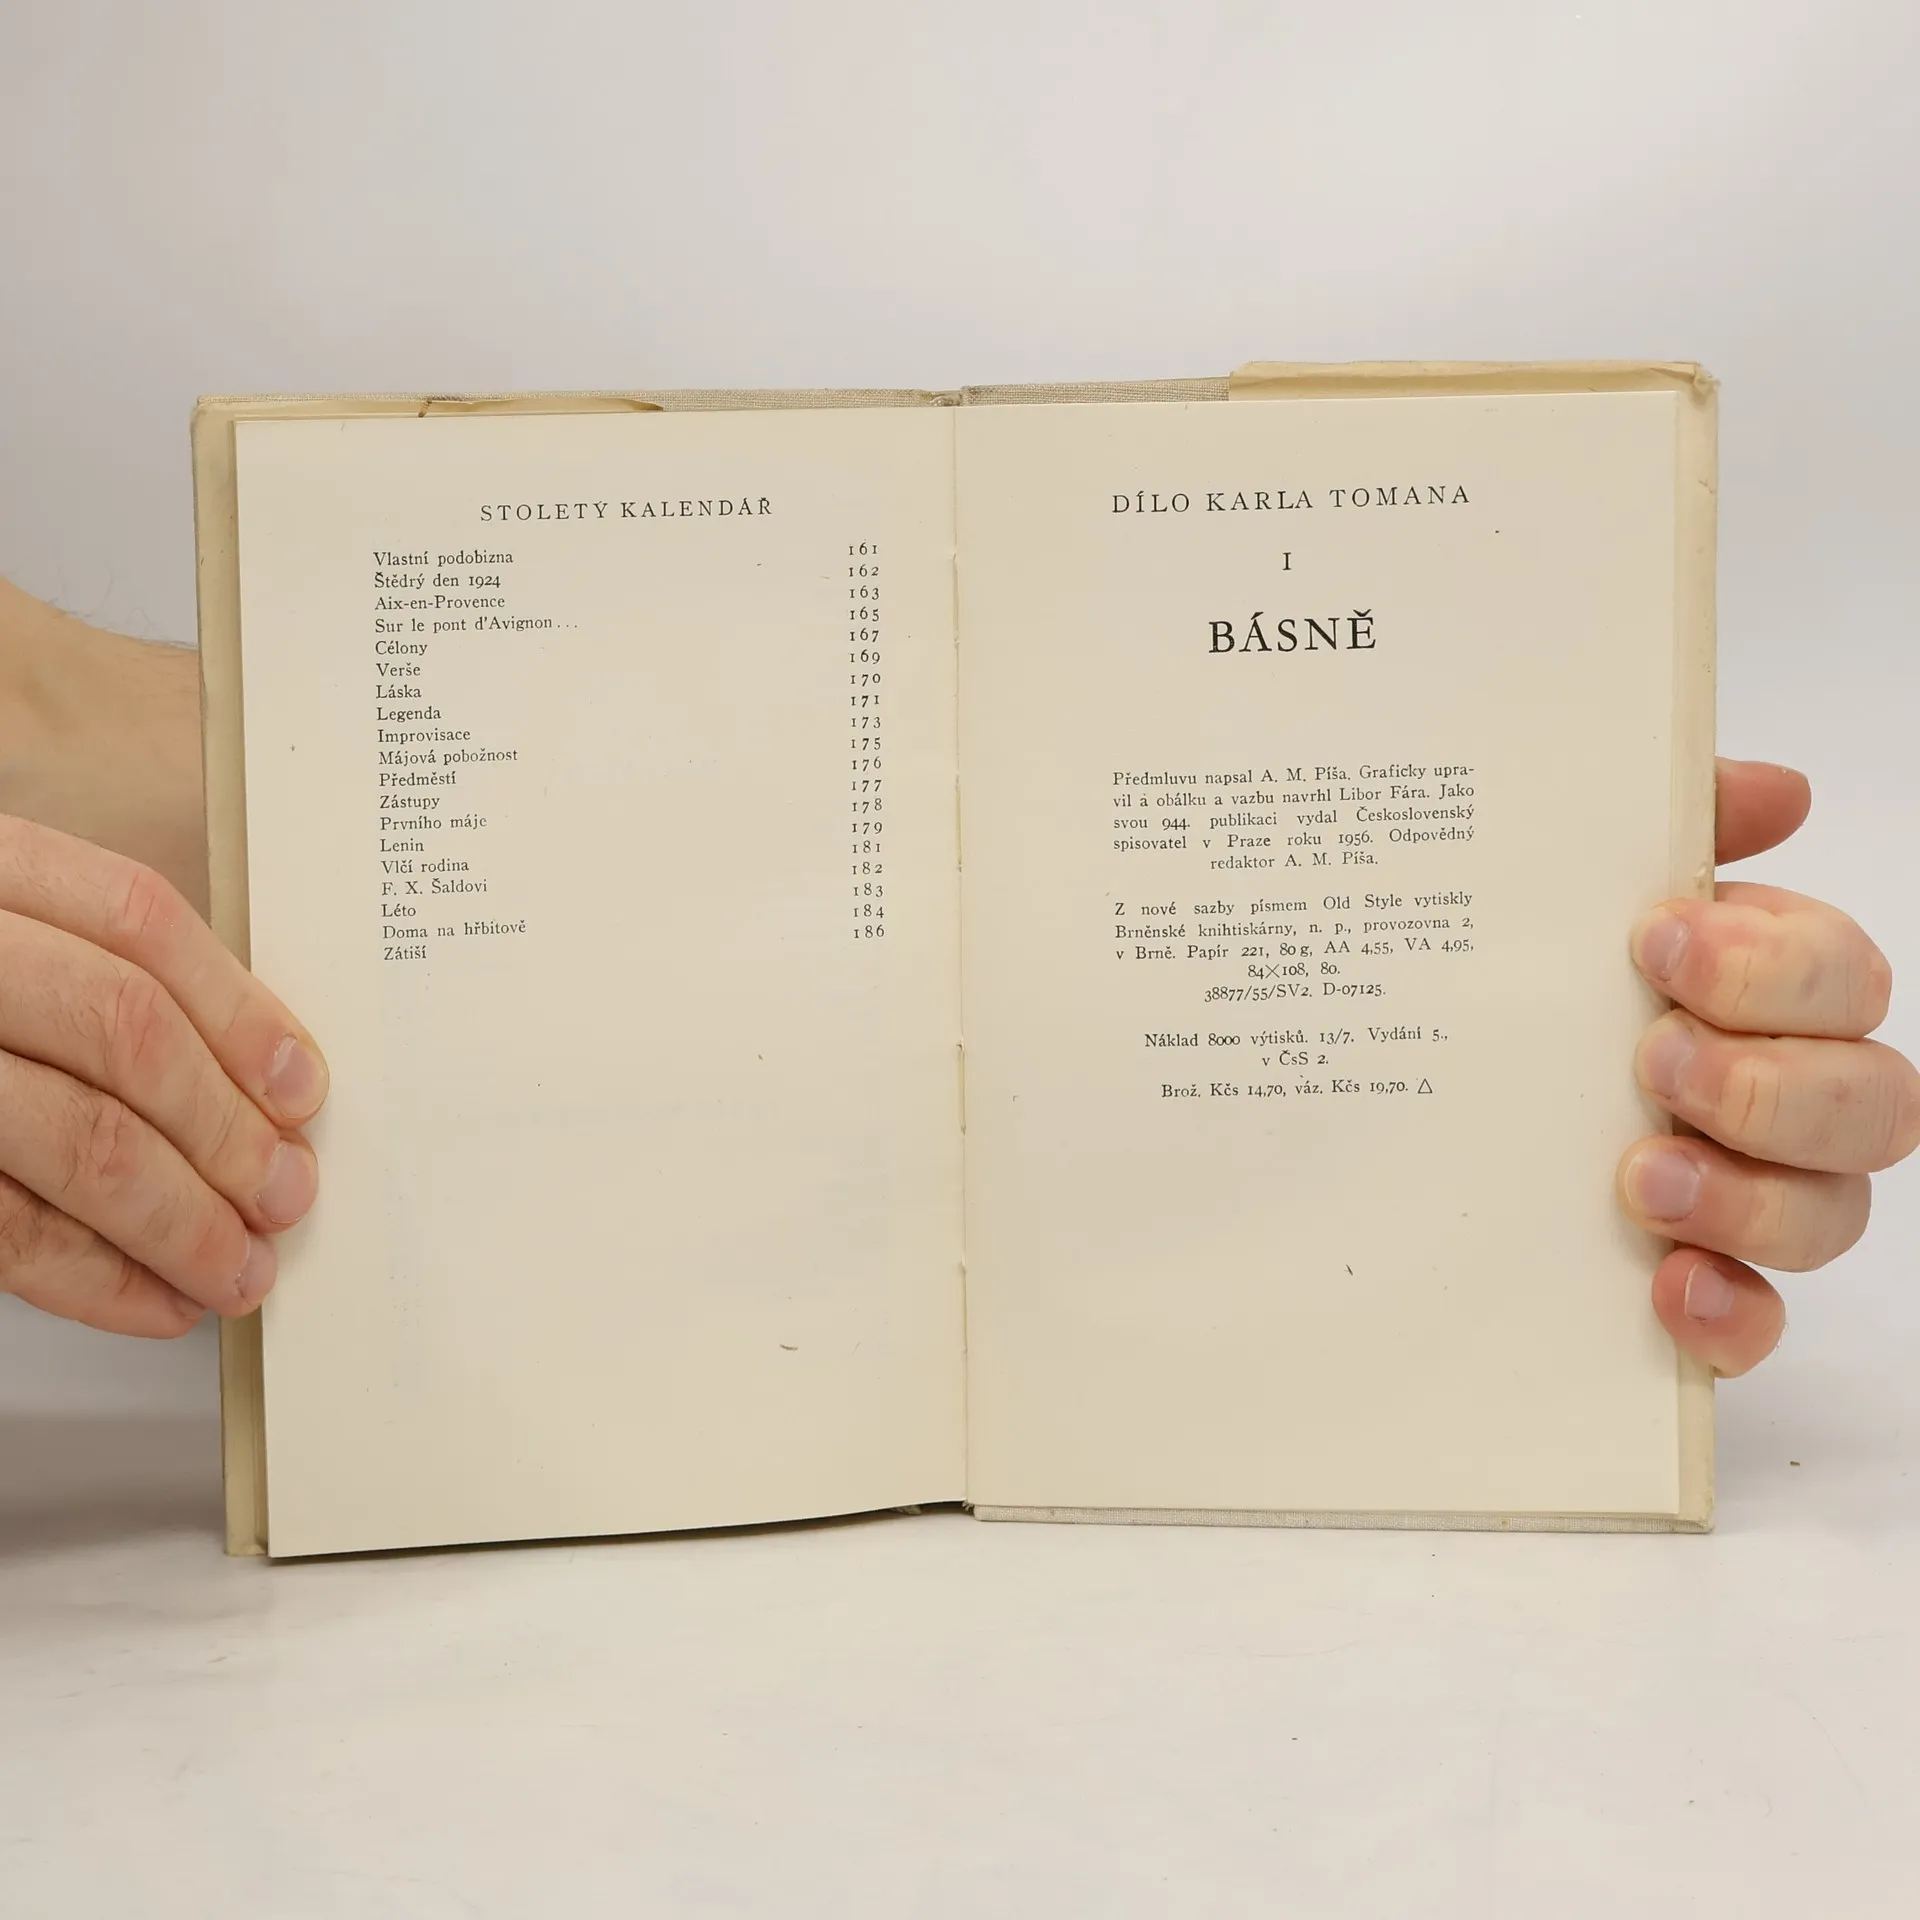 STOLETÝ KALENDÁŘ
Vlastní podobizna 161
Štědrý den 1924 162
Aix-en-Provence 163
Sur le pont d'Avignon... 165
Célony 167
Verše 169
Láska 170
Legenda 171
Improvisace 173
Májová pobožnost 175
Předměstí 176
Zástupy 177
Prvního máje 178
Lenin 179
Vlčí rodina 181
F. X. Šaldovi 182
Léto 183
Doma na hřbitově 184
Zátiší 186
DÍLO KARLA TOMANA
I
BÁSNĚ
Předmluvu napsal A. M. Píša. Graficky upra-
vil a obálku a vazbu navrhl Libor Fára. Jako
svou 944. publikaci vydal Československý
spisovatel v Praze roku 1956. Odpovědný
redaktor A. M. Píša.
Z nové sazby písmem Old Style vytiskly
Brněnské knihtiskárny, n. p., provozovna 2,
v Brně. Papír 221, 80 g, AA 4,55, VA 4,95,
84×108, 80.
38877/55/SV2. D-07125.
Náklad 8000 výtisků. 13/7. Vydání 5.,
v ČsS 2.
Brož. Kčs 14,70, váz. Kčs 19,70. △